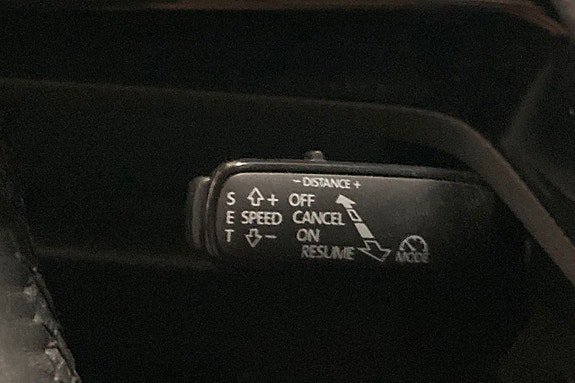 - DISTANCE +
S + OFF
E SPEED CANCEL
T - ON
RESUME MODE